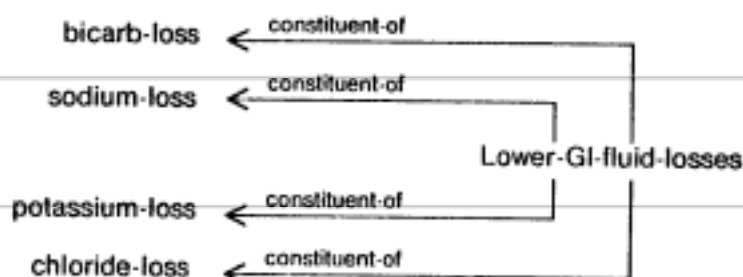 bicarb-loss constituent-of
sodium-loss constituent-of
Lower-GI-fluid-losses
potassium-loss constituent-of
chloride-loss constituent-of